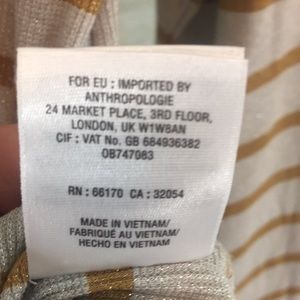 FOR EU : IMPORTED BY
ANTHROPOLOGIE
24 MARKET PLACE, 3RD FLOOR,
LONDON, UK W1W8AN
CIF : VAT No. GB 684936382
OB747083
RN : 66170 CA : 32054
MADE IN VIETNAM/
FABRIQUÉ AU VIETNAM/
HECHO EN VIETNAM